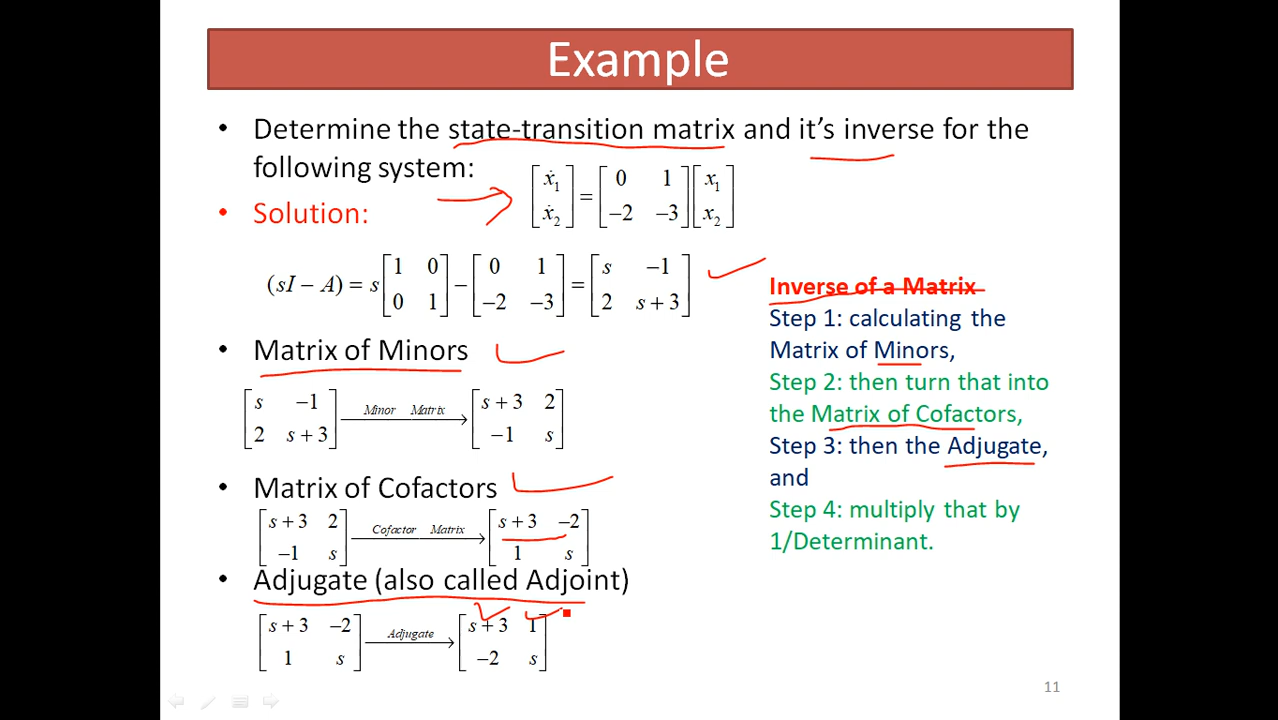 Example
• Determine the state-transition matrix and it's inverse for the
following system:
[ẋ₁ ; ẋ₂] = [0 1 ; −2 −3] [x₁ ; x₂]
• Solution:
(sI − A) = s [1 0 ; 0 1] − [0 1 ; −2 −3] = [s −1 ; 2 s + 3]
• Matrix of Minors
[s −1 ; 2 s + 3] Minor Matrix → [s + 3 2 ; −1 s]
• Matrix of Cofactors
[s + 3 2 ; −1 s] Cofactor Matrix → [s + 3 −2 ; 1 s]
• Adjugate (also called Adjoint)
[s + 3 −2 ; 1 s] Adjugate → [s + 3 1 ; −2 s]
Inverse of a Matrix
Step 1: calculating the
Matrix of Minors,
Step 2: then turn that into
the Matrix of Cofactors,
Step 3: then the Adjugate,
and
Step 4: multiply that by
1/Determinant.
11